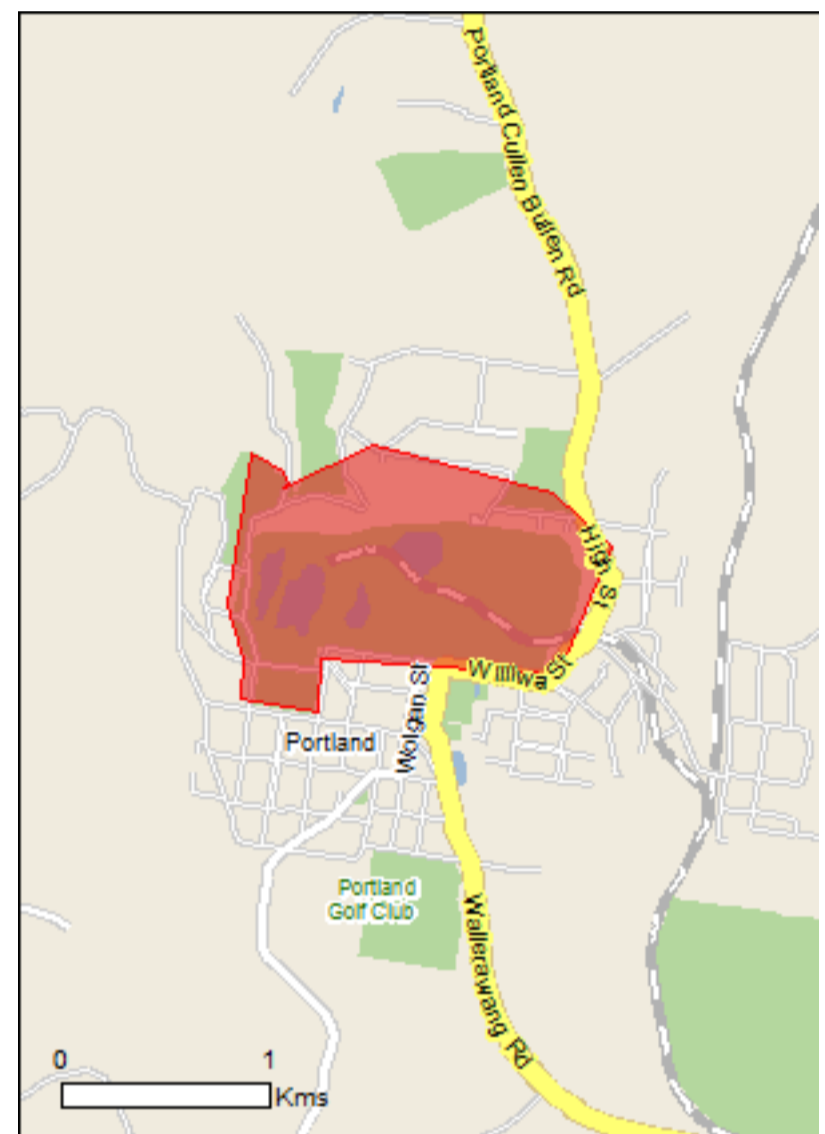 Portland Cullen Bullen Rd
High St
Williwa St
Wolgan St
Portland
Portland
Golf Club
Wallerawang Rd
0 1
Kms